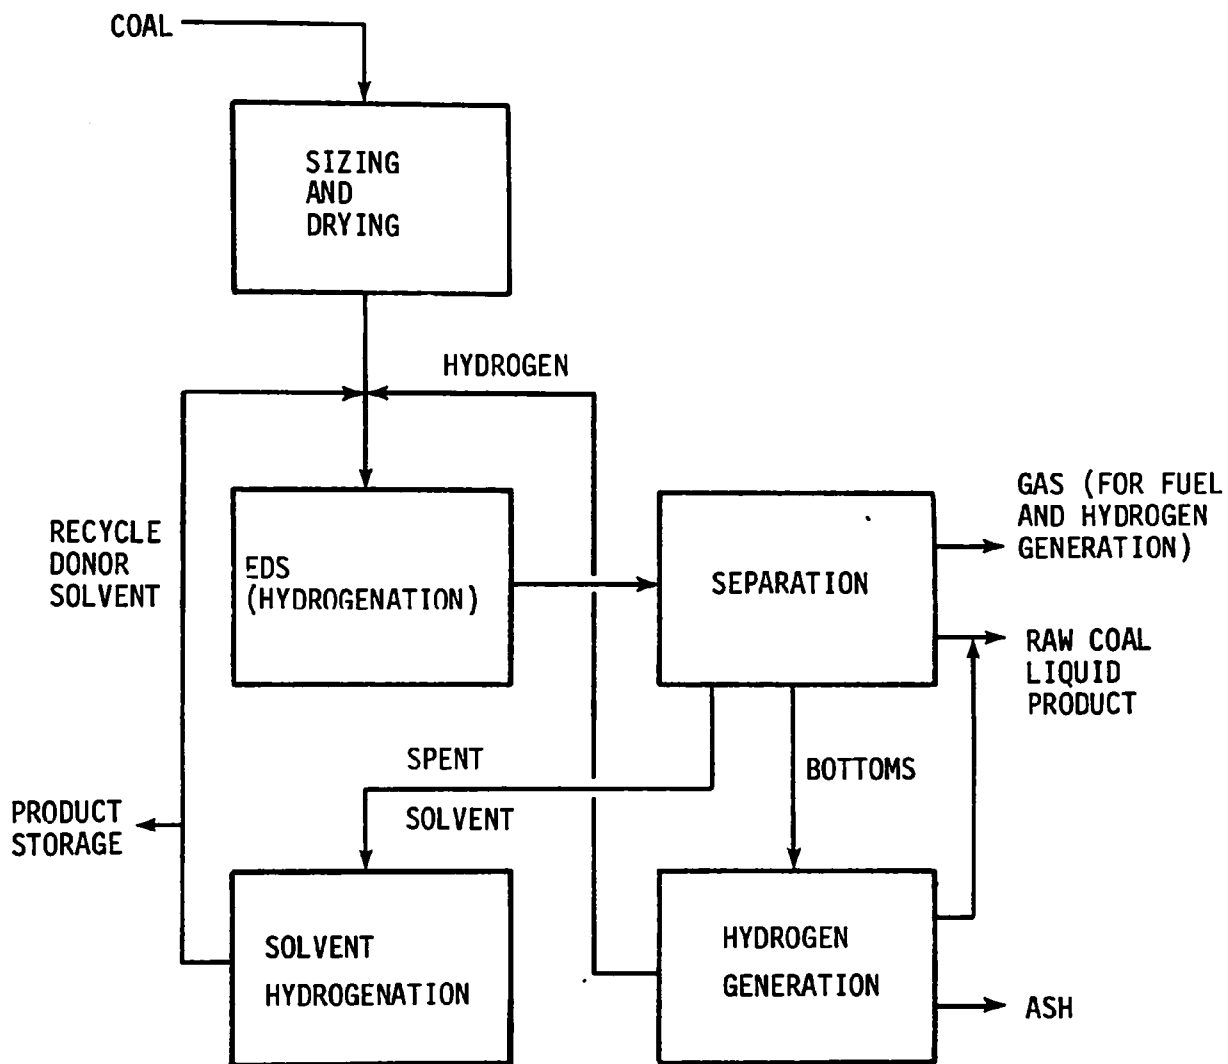 COAL
SIZING
AND
DRYING
HYDROGEN
RECYCLE
DONOR
SOLVENT
EDS
(HYDROGENATION)
SEPARATION
GAS (FOR FUEL
AND HYDROGEN
GENERATION)
RAW COAL
LIQUID
PRODUCT
SPENT
SOLVENT
BOTTOMS
PRODUCT
STORAGE
SOLVENT
HYDROGENATION
HYDROGEN
GENERATION
ASH